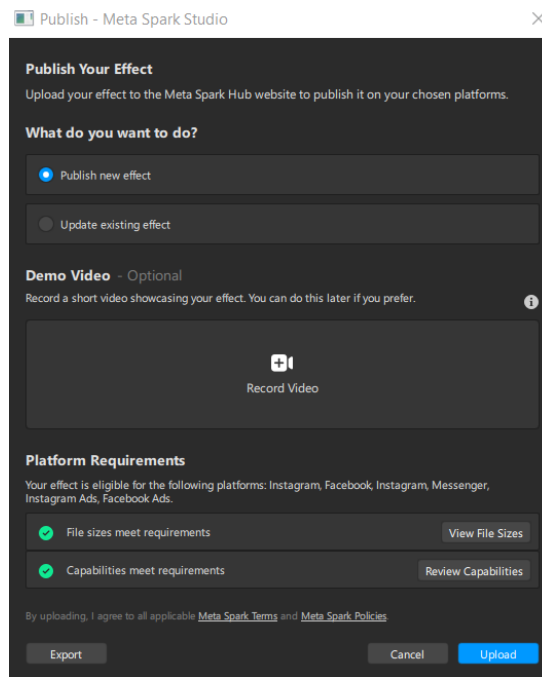 Publish - Meta Spark Studio
Publish Your Effect
Upload your effect to the Meta Spark Hub website to publish it on your chosen platforms.
What do you want to do?
Publish new effect
Update existing effect
Demo Video - Optional
Record a short video showcasing your effect. You can do this later if you prefer.
Record Video
Platform Requirements
Your effect is eligible for the following platforms: Instagram, Facebook, Instagram, Messenger,
Instagram Ads, Facebook Ads.
File sizes meet requirements
View File Sizes
Capabilities meet requirements
Review Capabilities
By uploading, I agree to all applicable Meta Spark Terms and Meta Spark Policies.
Export
Cancel
Upload